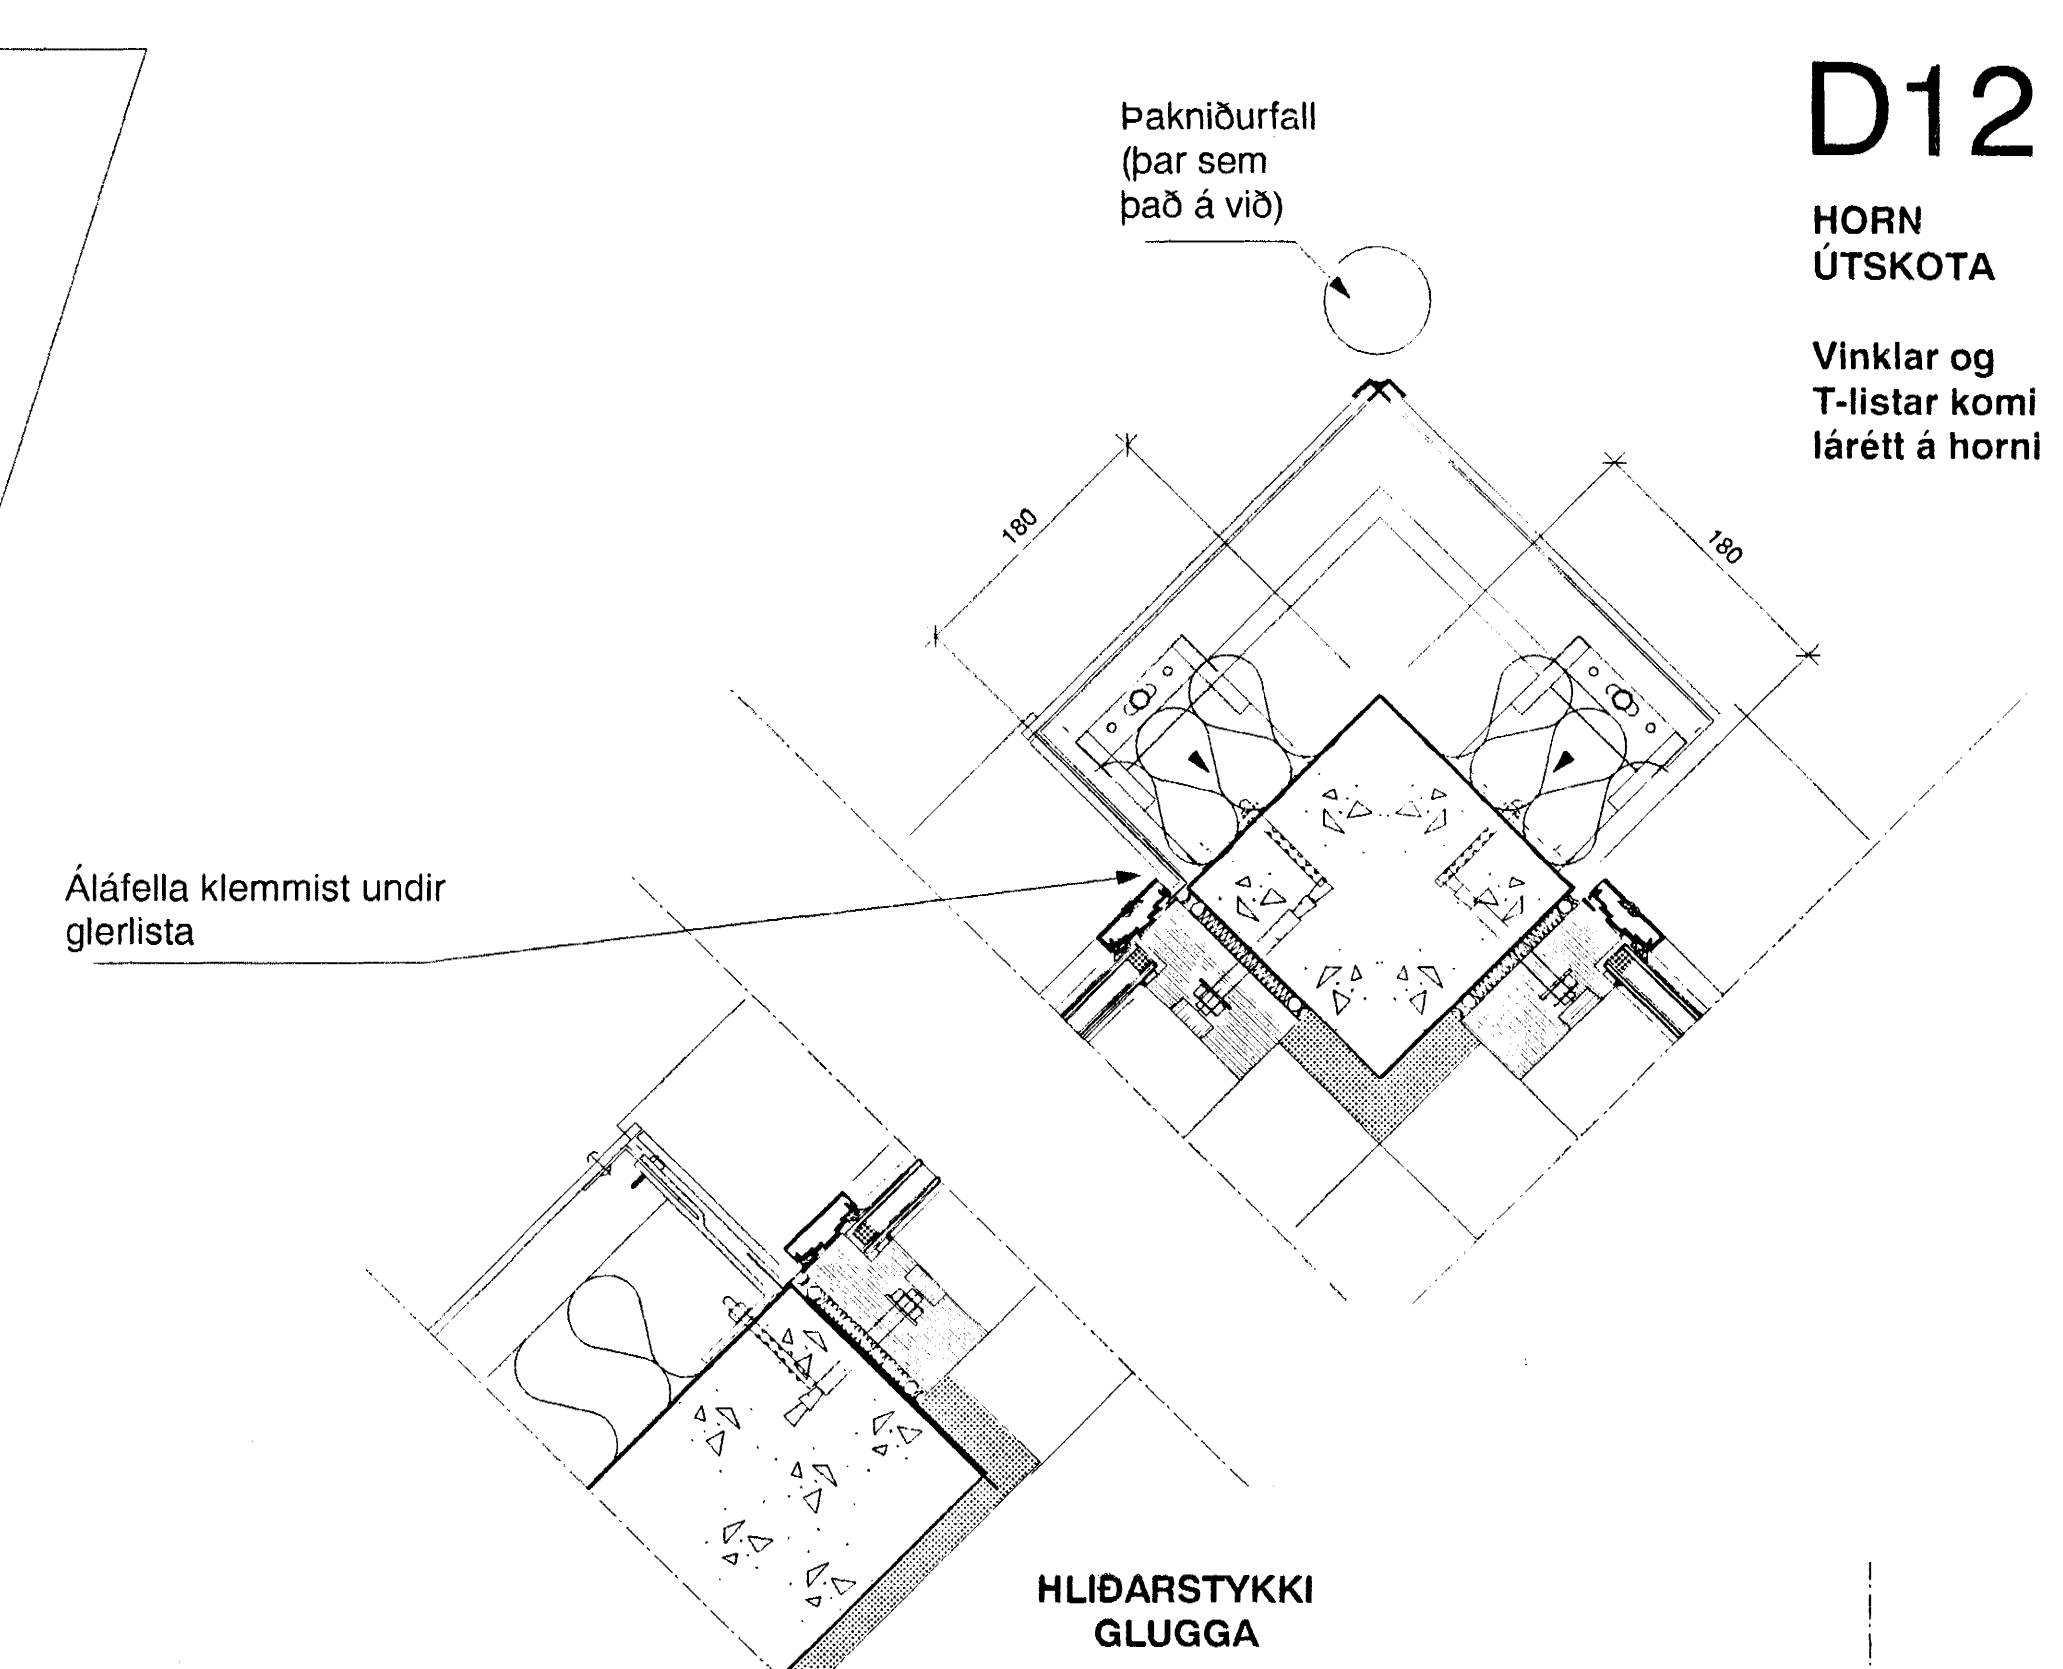 D12
HORN
ÚTSKOTA
Vinklar og
T-listar komi
lárétt á horni
Þakniðurfall
(þar sem
það á við)
180
180
Áláfella klemmist undir
glerlista
HLIÐARSTYKKI
GLUGGA